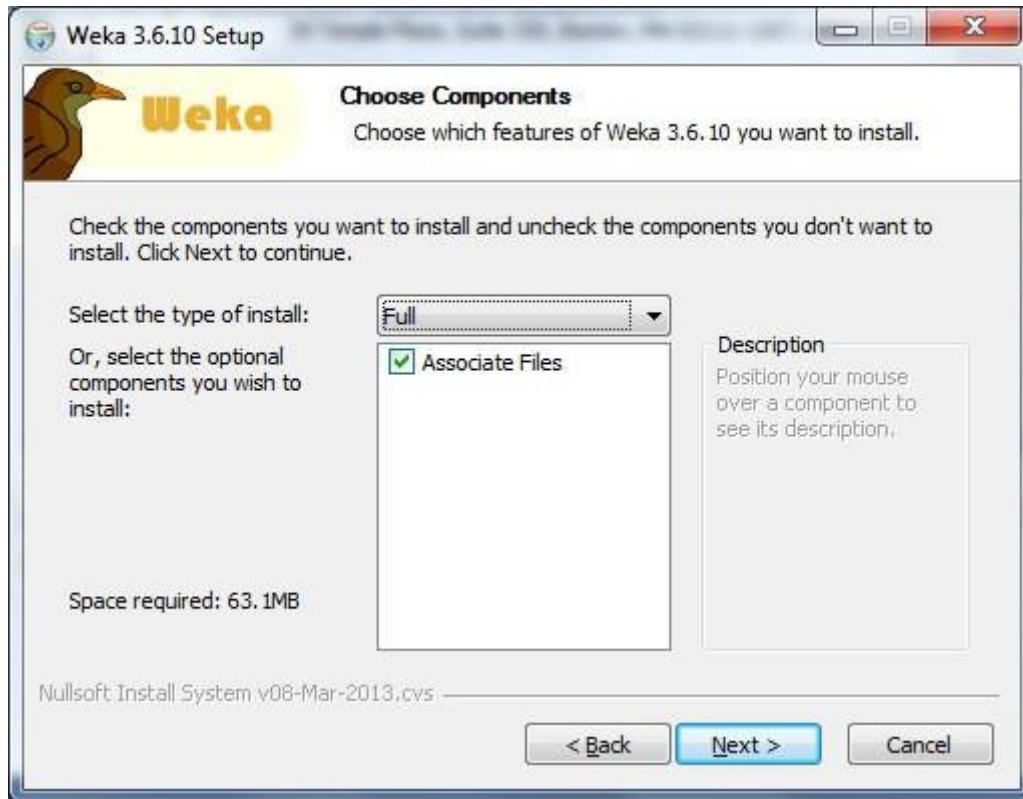 Weka 3.6.10 Setup
Weka
Choose Components
Choose which features of Weka 3.6.10 you want to install.
Check the components you want to install and uncheck the components you don't want to
install. Click Next to continue.
Select the type of install:
Full
Or, select the optional
components you wish to
install:
Associate Files
Description
Position your mouse
over a component to
see its description.
Space required: 63.1MB
Nullsoft Install System v08-Mar-2013.cvs
< Back
Next >
Cancel